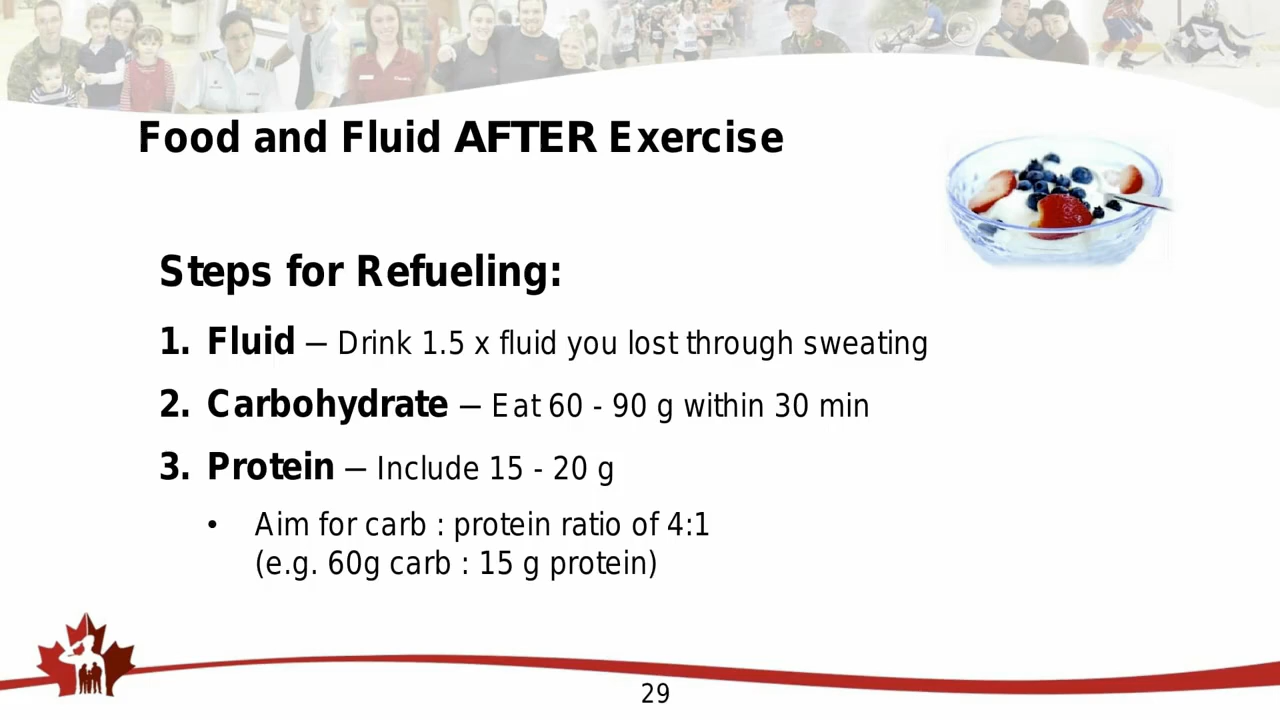 Food and Fluid AFTER Exercise
Steps for Refueling:
1. Fluid – Drink 1.5 x fluid you lost through sweating
2. Carbohydrate – Eat 60 - 90 g within 30 min
3. Protein – Include 15 - 20 g
• Aim for carb : protein ratio of 4:1
(e.g. 60g carb : 15 g protein)
29